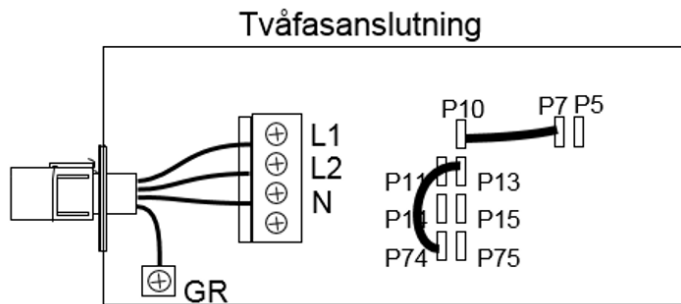 Tvåfasanslutning
P10 P7 P5
L1
L2
P11 P13
N
P14 P15
P74 P75
GR